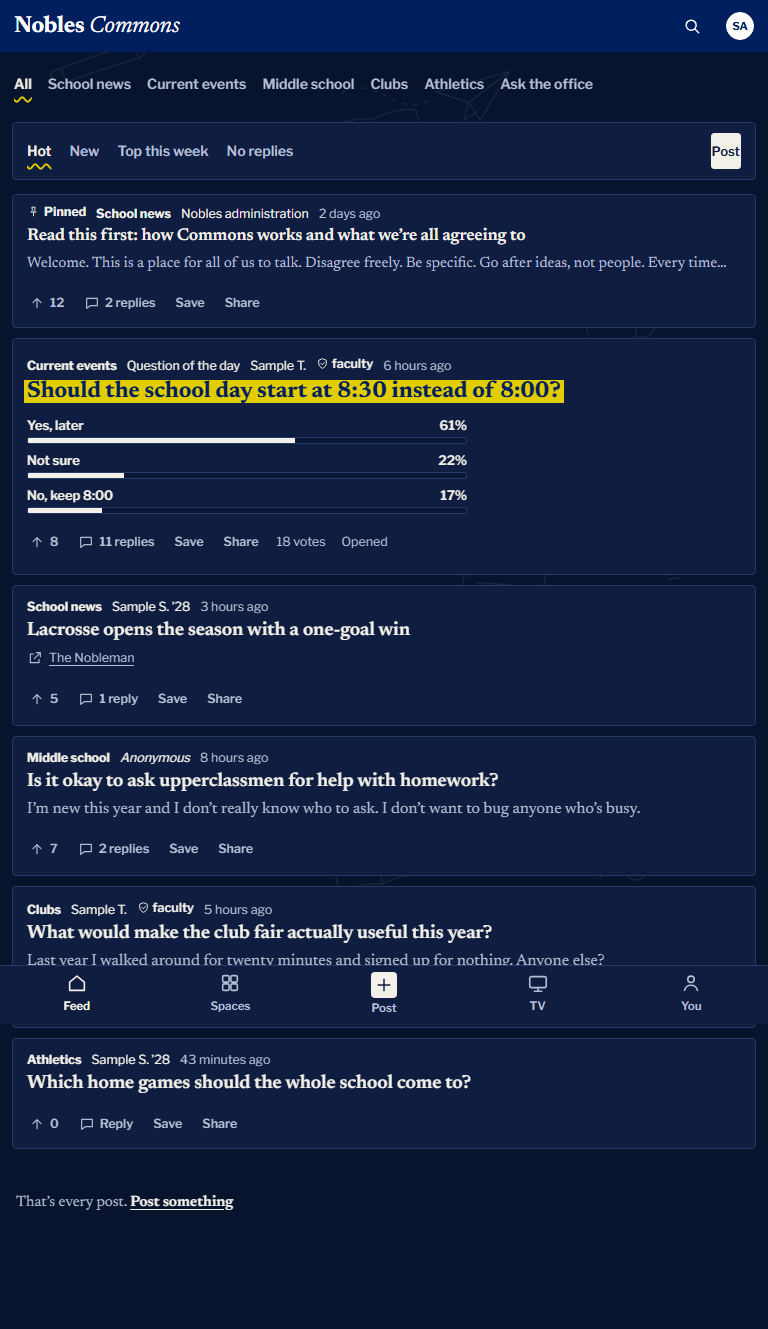 Nobles Commons
SA
All School news Current events Middle school Clubs Athletics Ask the office
Hot New Top this week No replies
Post
Pinned School news Nobles administration 2 days ago
Read this first: how Commons works and what we’re all agreeing to
Welcome. This is a place for all of us to talk. Disagree freely. Be specific. Go after ideas, not people. Every time…
12 2 replies Save Share
Current events Question of the day Sample T. faculty 6 hours ago
Should the school day start at 8:30 instead of 8:00?
Yes, later 61%
Not sure 22%
No, keep 8:00 17%
8 11 replies Save Share 18 votes Opened
School news Sample S. ’28 3 hours ago
Lacrosse opens the season with a one-goal win
The Nobleman
5 1 reply Save Share
Middle school Anonymous 8 hours ago
Is it okay to ask upperclassmen for help with homework?
I’m new this year and I don’t really know who to ask. I don’t want to bug anyone who’s busy.
7 2 replies Save Share
Clubs Sample T. faculty 5 hours ago
What would make the club fair actually useful this year?
Last year I walked around for twenty minutes and signed up for nothing. Anyone else?
Feed Spaces Post TV You
Athletics Sample S. ’28 43 minutes ago
Which home games should the whole school come to?
0 Reply Save Share
That’s every post. Post something